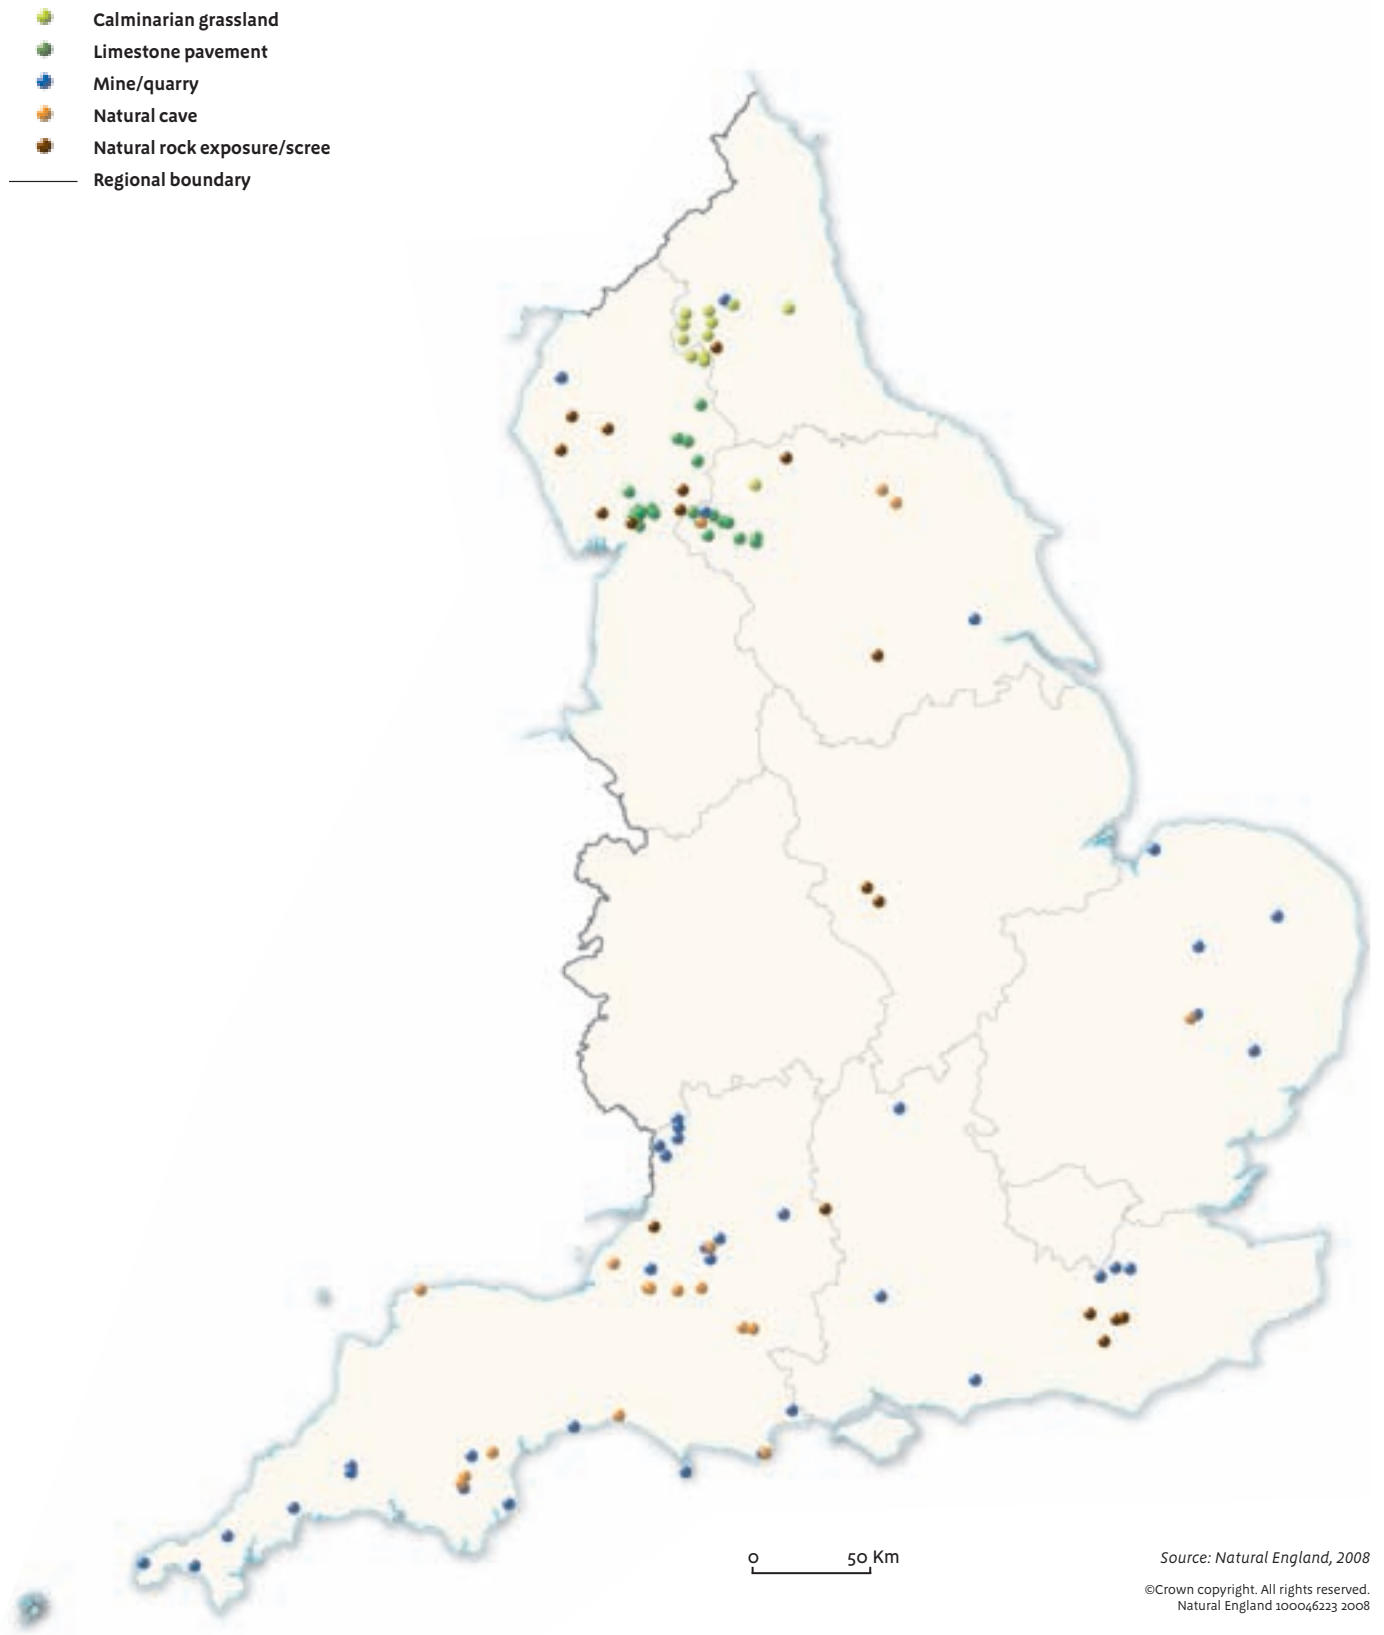 Calminarian grassland
Limestone pavement
Mine/quarry
Natural cave
Natural rock exposure/scree
Regional boundary
0 50 Km
Source: Natural England, 2008
©Crown copyright. All rights reserved.
Natural England 100046223 2008